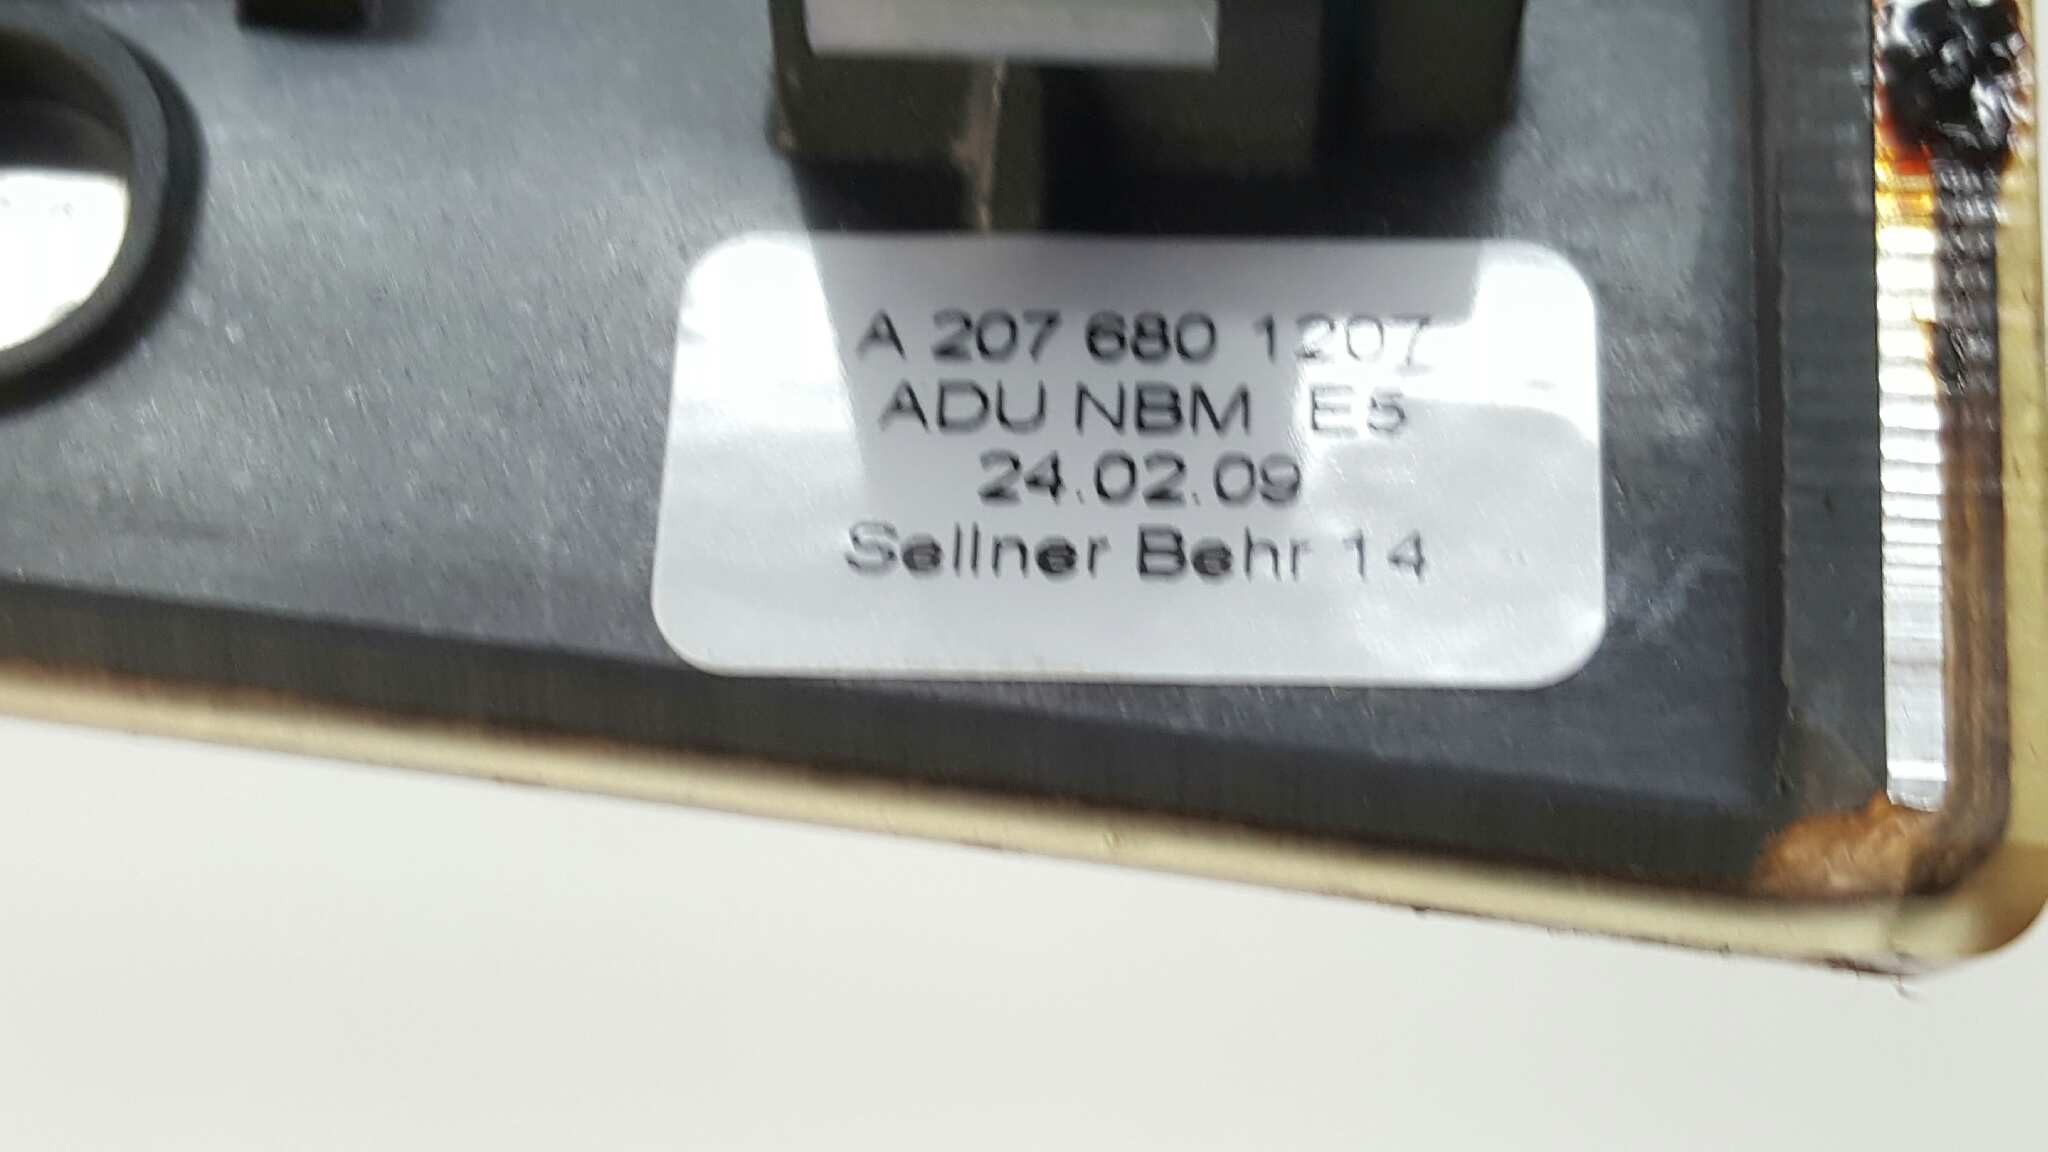 A 207 680 1207
ADU NBM E5
24.02.09
Sellner Behr 14